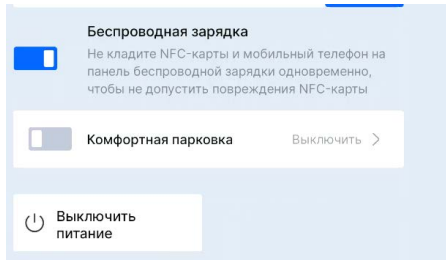 Беспроводная зарядка
Не кладите NFC-карты и мобильный телефон на
панель беспроводной зарядки одновременно,
чтобы не допустить повреждения NFC-карты
Комфортная парковка
Выключить
Выключить
питание